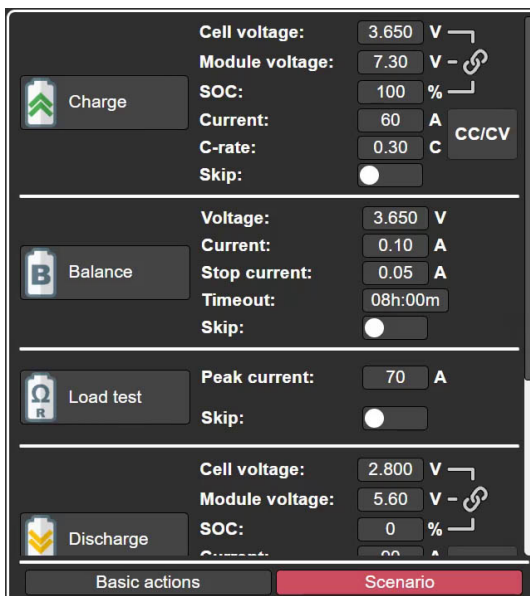 Cell voltage: 3.650 V
Module voltage: 7.30 V
Charge
SOC: 100 %
Current: 60 A
CC/CV
C-rate: 0.30 C
Skip:
Voltage: 3.650 V
Current: 0.10 A
B Balance
Stop current: 0.05 A
Timeout: 08h:00m
Skip:
Peak current: 70 A
Ω
R
Load test
Skip:
Cell voltage: 2.800 V
Module voltage: 5.60 V
SOC: 0 %
Discharge
Basic actions
Scenario